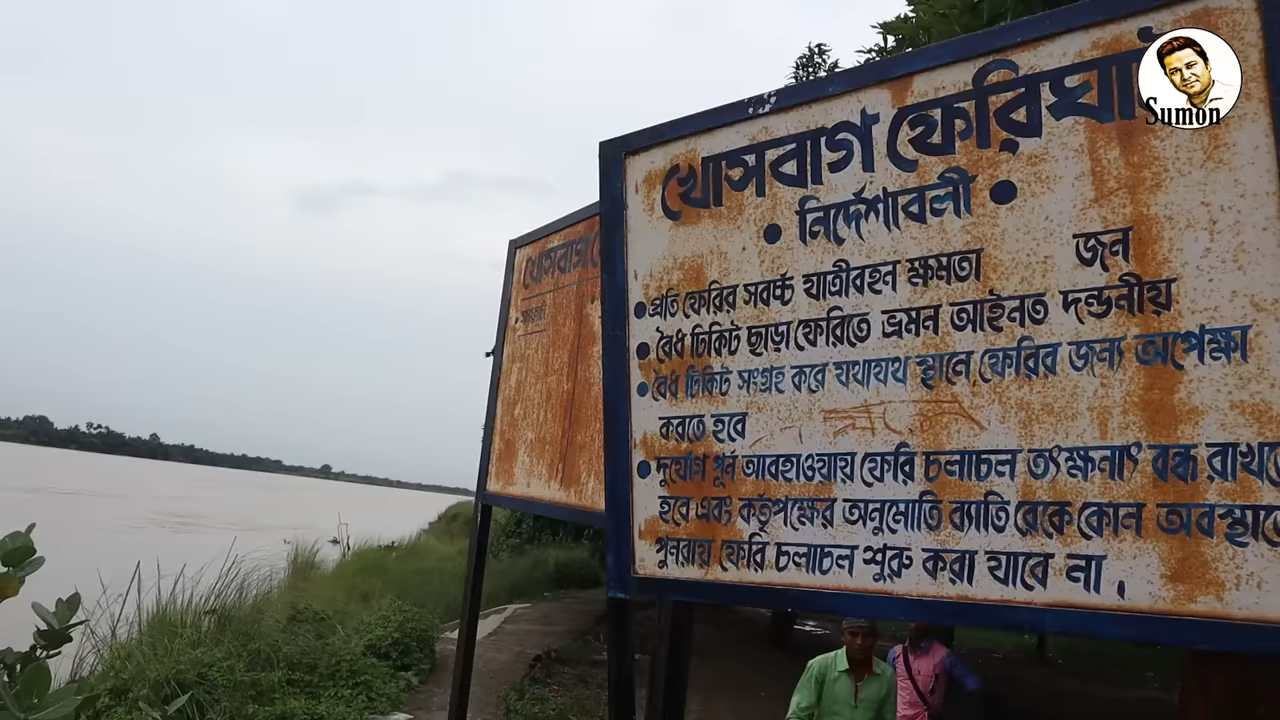 খোসবাগ ফেরিঘাট
• নির্দেশাবলী •
• প্রতি ফেরির সবর্চ্চ যাত্রীবহন ক্ষমতা জন
• বৈধ টিকিট ছাড়া ফেরিতে ভ্রমন আইনত দন্ডনীয়
• বৈধ টিকিট সংগ্রহ করে যথাযথ স্থানে ফেরির জন্য অপেক্ষা
করতে হবে
• দুর্যোগ পূর্ন আবহাওয়ায় ফেরি চলাচল তৎক্ষনাৎ বন্ধ রাখতে
হবে এবং কর্তৃপক্ষের অনুমোতি ব্যাতি রেকে কোন অবস্থাতে
পুনরায় ফেরি চলাচল শুরু করা যাবে না।
খোসবাগ
Sumon